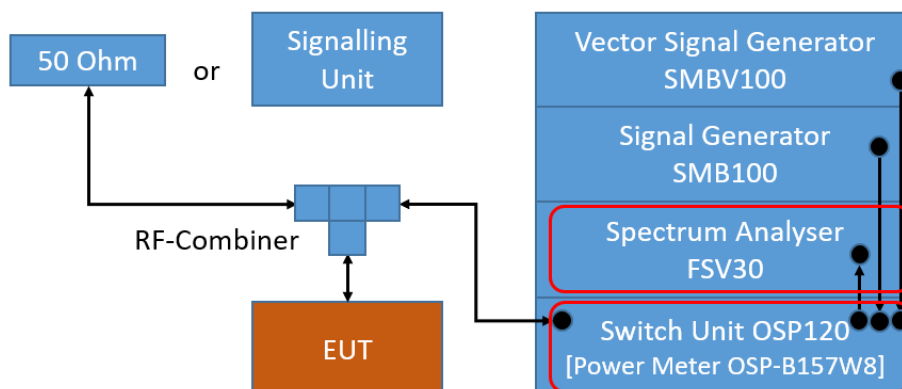 50 Ohm
or
Signalling
Unit
Vector Signal Generator
SMBV100
Signal Generator
SMB100
RF-Combiner
Spectrum Analyser
FSV30
EUT
Switch Unit OSP120
[Power Meter OSP-B157W8]